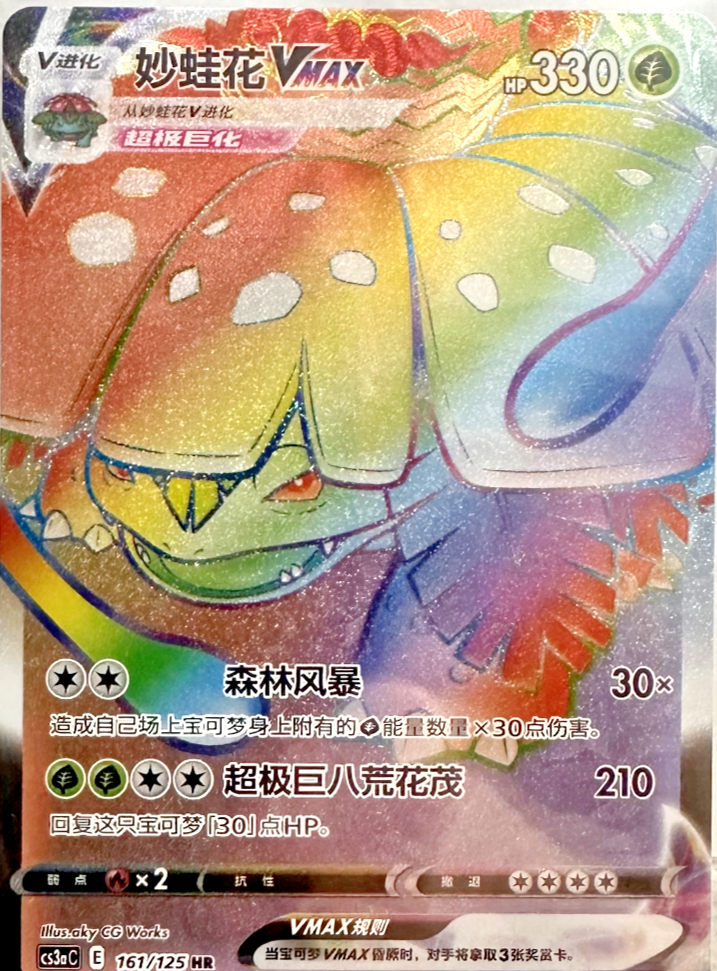 V进化
妙蛙花VMAX
HP330
从妙蛙花V进化
超极巨化
森林风暴 30×
造成自己场上宝可梦身上附有的能量数量×30点伤害。
超极巨八荒花茂 210
回复这只宝可梦「30」点HP。
弱点 ×2 抗性 撤退
Illus.aky CG Works
VMAX规则
当宝可梦VMAX昏厥时，对手将拿取3张奖赏卡。
cs3aC E 161/125 HR